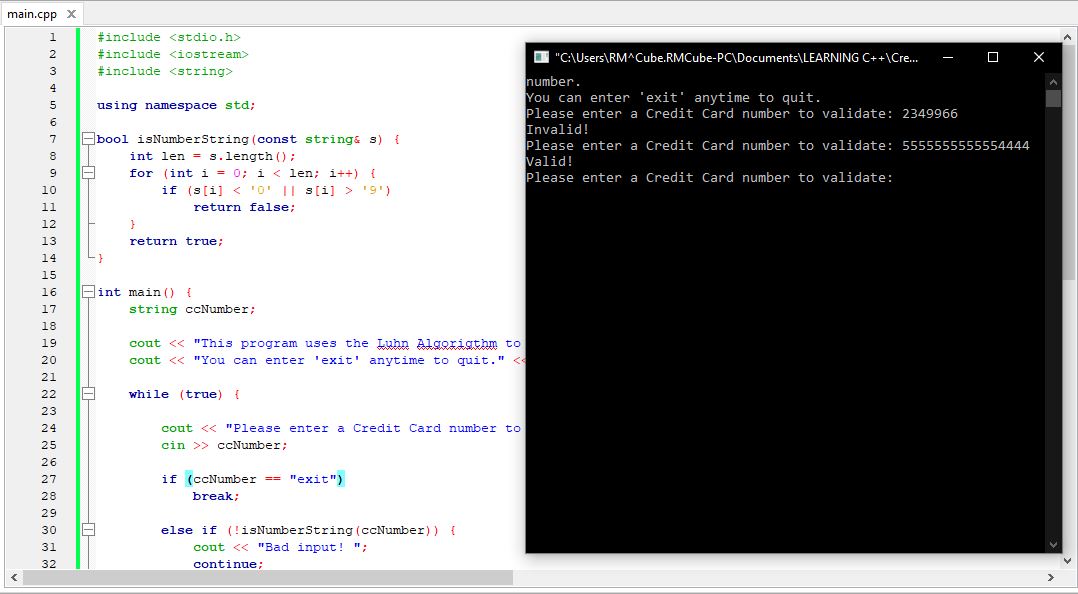 main.cpp X
1 #include <stdio.h>
2 #include <iostream>
3 #include <string>
4
5 using namespace std;
6
7 bool isNumberString(const string& s) {
8 int len = s.length();
9 for (int i = 0; i < len; i++) {
10 if (s[i] < '0' || s[i] > '9')
11 return false;
12 }
13 return true;
14 }
15
16 int main() {
17 string ccNumber;
18
19 cout << "This program uses the Luhn Algorigthm to
20 cout << "You can enter 'exit' anytime to quit." <<
21
22 while (true) {
23
24 cout << "Please enter a Credit Card number to
25 cin >> ccNumber;
26
27 if (ccNumber == "exit")
28 break;
29
30 else if (!isNumberString(ccNumber)) {
31 cout << "Bad input! ";
32 continue;
"C:\Users\RM^Cube.RMCube-PC\Documents\LEARNING C++\Cre...
number.
You can enter 'exit' anytime to quit.
Please enter a Credit Card number to validate: 2349966
Invalid!
Please enter a Credit Card number to validate: 5555555555554444
Valid!
Please enter a Credit Card number to validate: